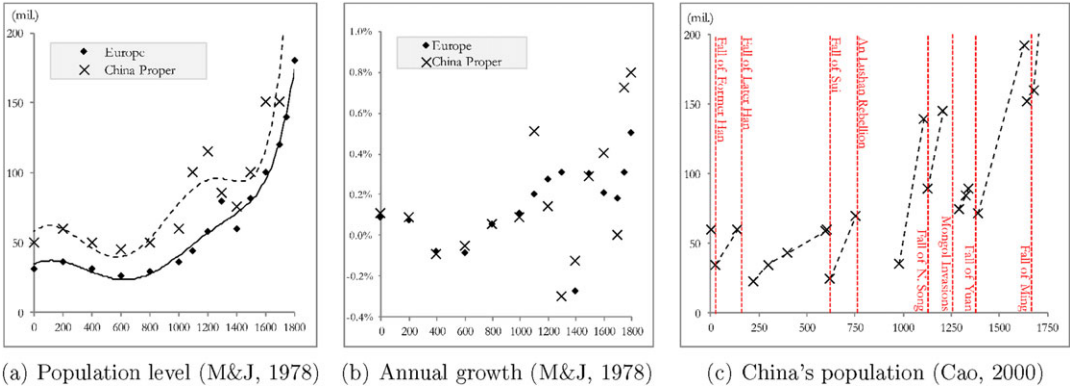 (mil.)
200
150
100
50
0
0 200 400 600 800 1000 1200 1400 1600 1800
Europe
China Proper
(a) Population level (M&J, 1978)
1.0%
0.8%
0.6%
0.4%
0.2%
0.0%
-0.2%
-0.4%
0 200 400 600 800 1000 1200 1400 1600 1800
Europe
China Proper
(b) Annual growth (M&J, 1978)
(mil.)
200
150
100
50
0
0 250 500 750 1000 1250 1500 1750
Fall of Former Han
Fall of Later Han
Fall of Sui
An Lushan Rebellion
Fall of N. Song
Mongol Invasions
Fall of Yuan
Fall of Ming
(c) China's population (Cao, 2000)